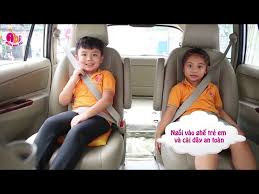 Ngồi vào ghế trẻ em
và cài dây an toàn